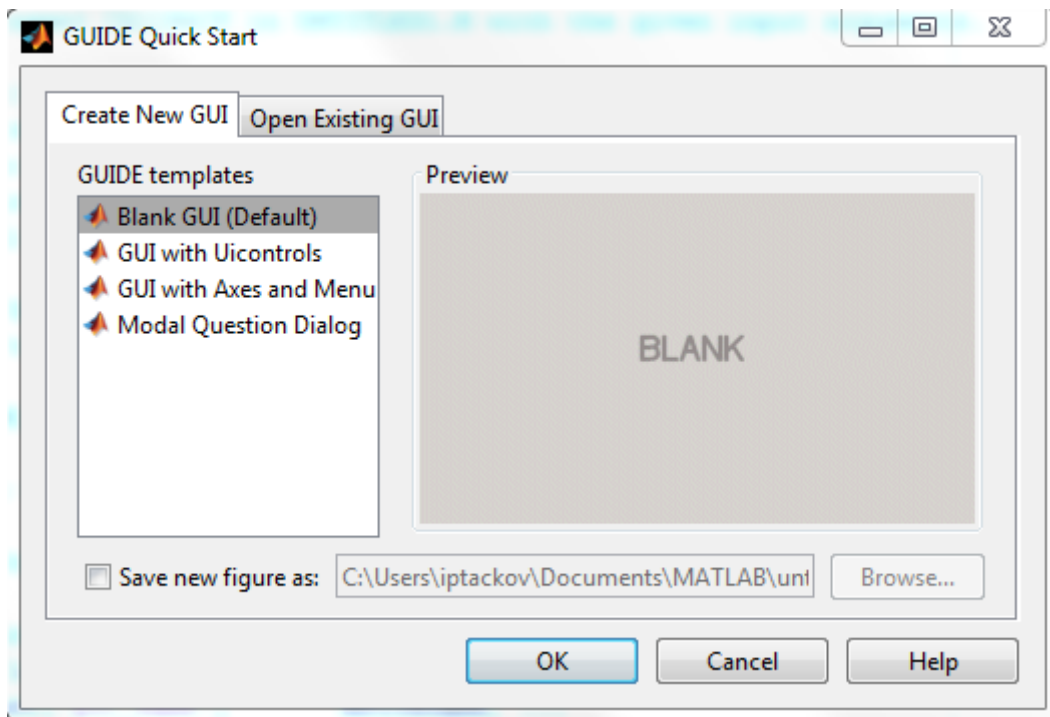 GUIDE Quick Start
Create New GUI
Open Existing GUI
GUIDE templates
Preview
Blank GUI (Default)
GUI with Uicontrols
GUI with Axes and Menu
Modal Question Dialog
BLANK
Save new figure as:
C:\Users\iptackov\Documents\MATLAB\unt
Browse...
OK
Cancel
Help